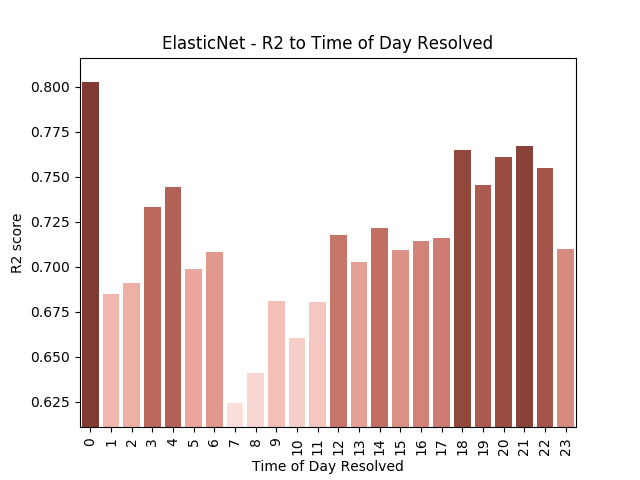 ElasticNet - R2 to Time of Day Resolved
R2 score
0.800
0.775
0.750
0.725
0.700
0.675
0.650
0.625
0 1 2 3 4 5 6 7 8 9 10 11 12 13 14 15 16 17 18 19 20 21 22 23
Time of Day Resolved